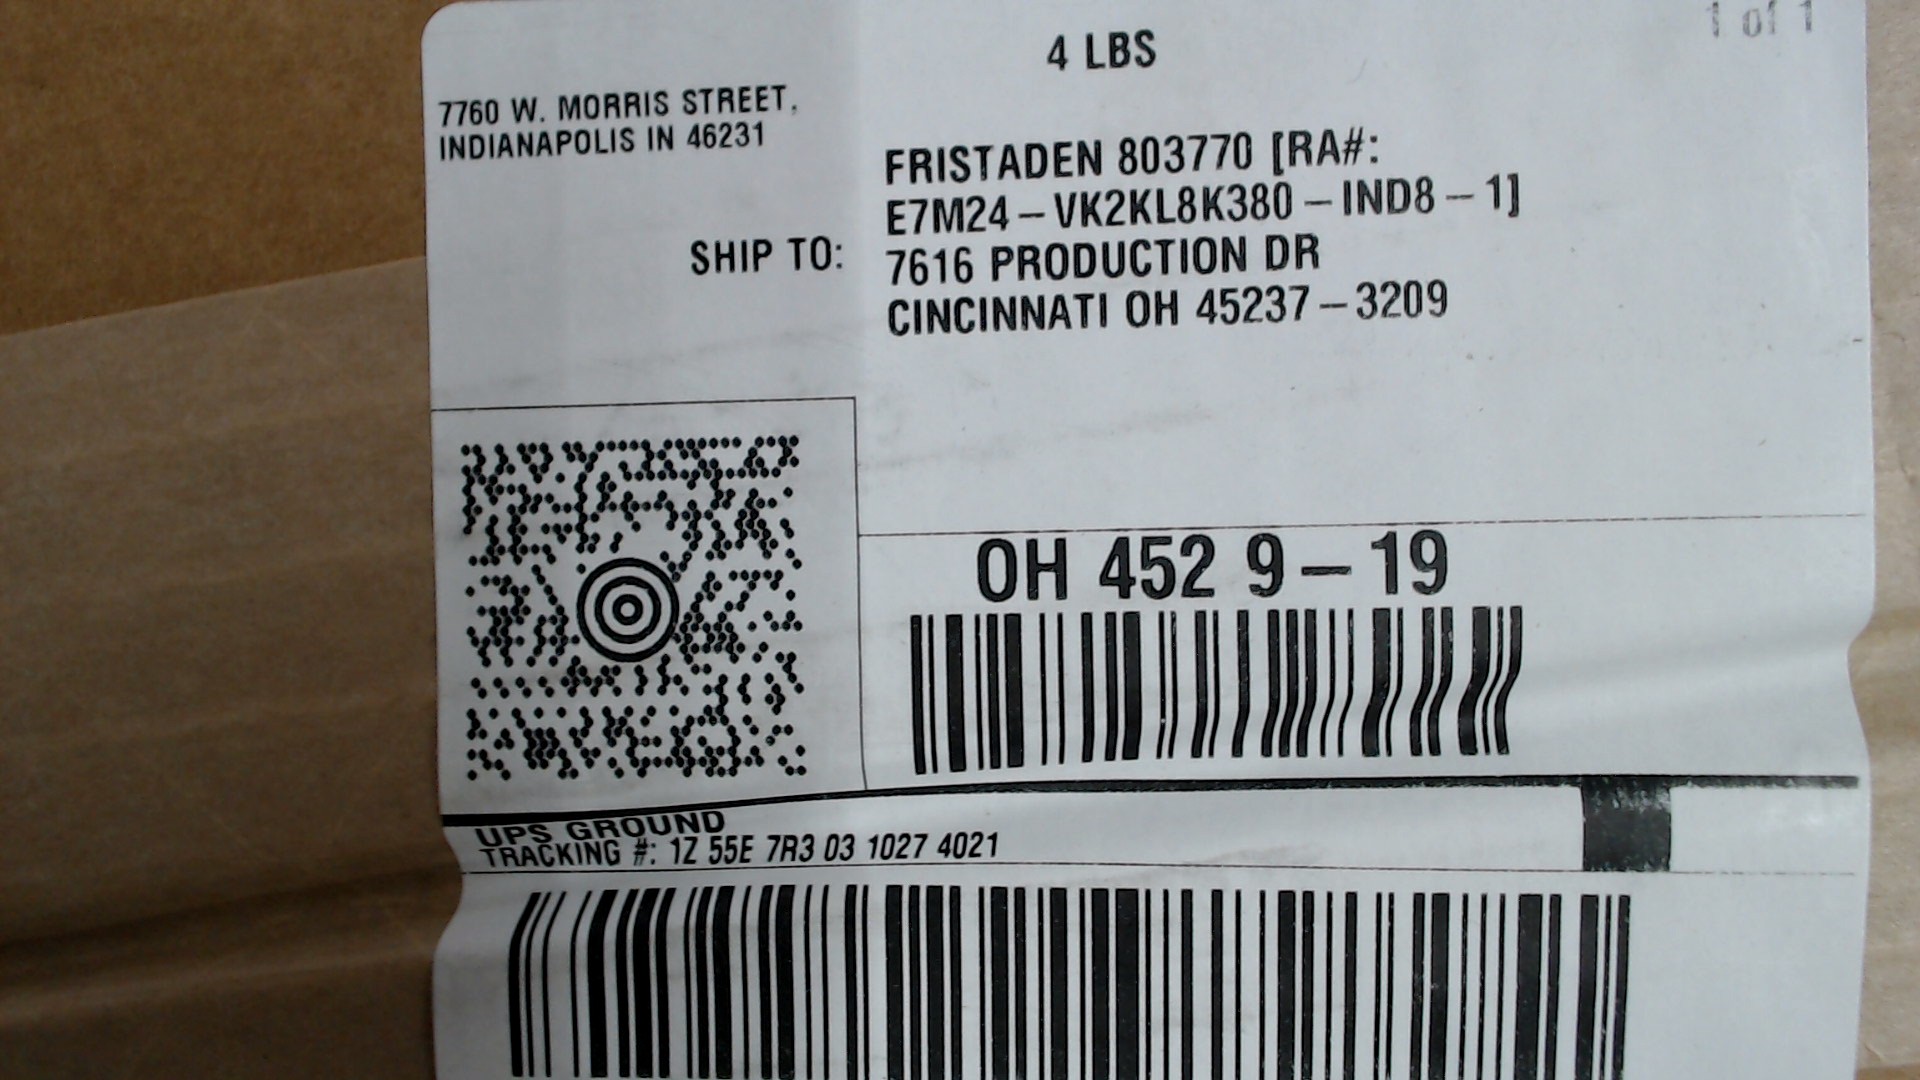 1 of 1
4 LBS
7760 W. MORRIS STREET.
INDIANAPOLIS IN 46231
SHIP TO:
FRISTADEN 803770 [RA#:
E7M24-VK2KL8K380-IND8-1]
7616 PRODUCTION DR
CINCINNATI OH 45237-3209
OH 452 9-19
UPS GROUND
TRACKING #: 1Z 55E 7R3 03 1027 4021